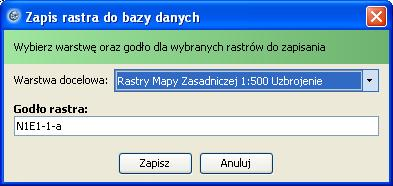 Zapis rastra do bazy danych
Wybierz warstwę oraz godło dla wybranych rastrów do zapisania
Warstwa docelowa: Rastry Mapy Zasadniczej 1:500 Uzbrojenie
Godło rastra:
N1E1-1-a
Zapisz Anuluj